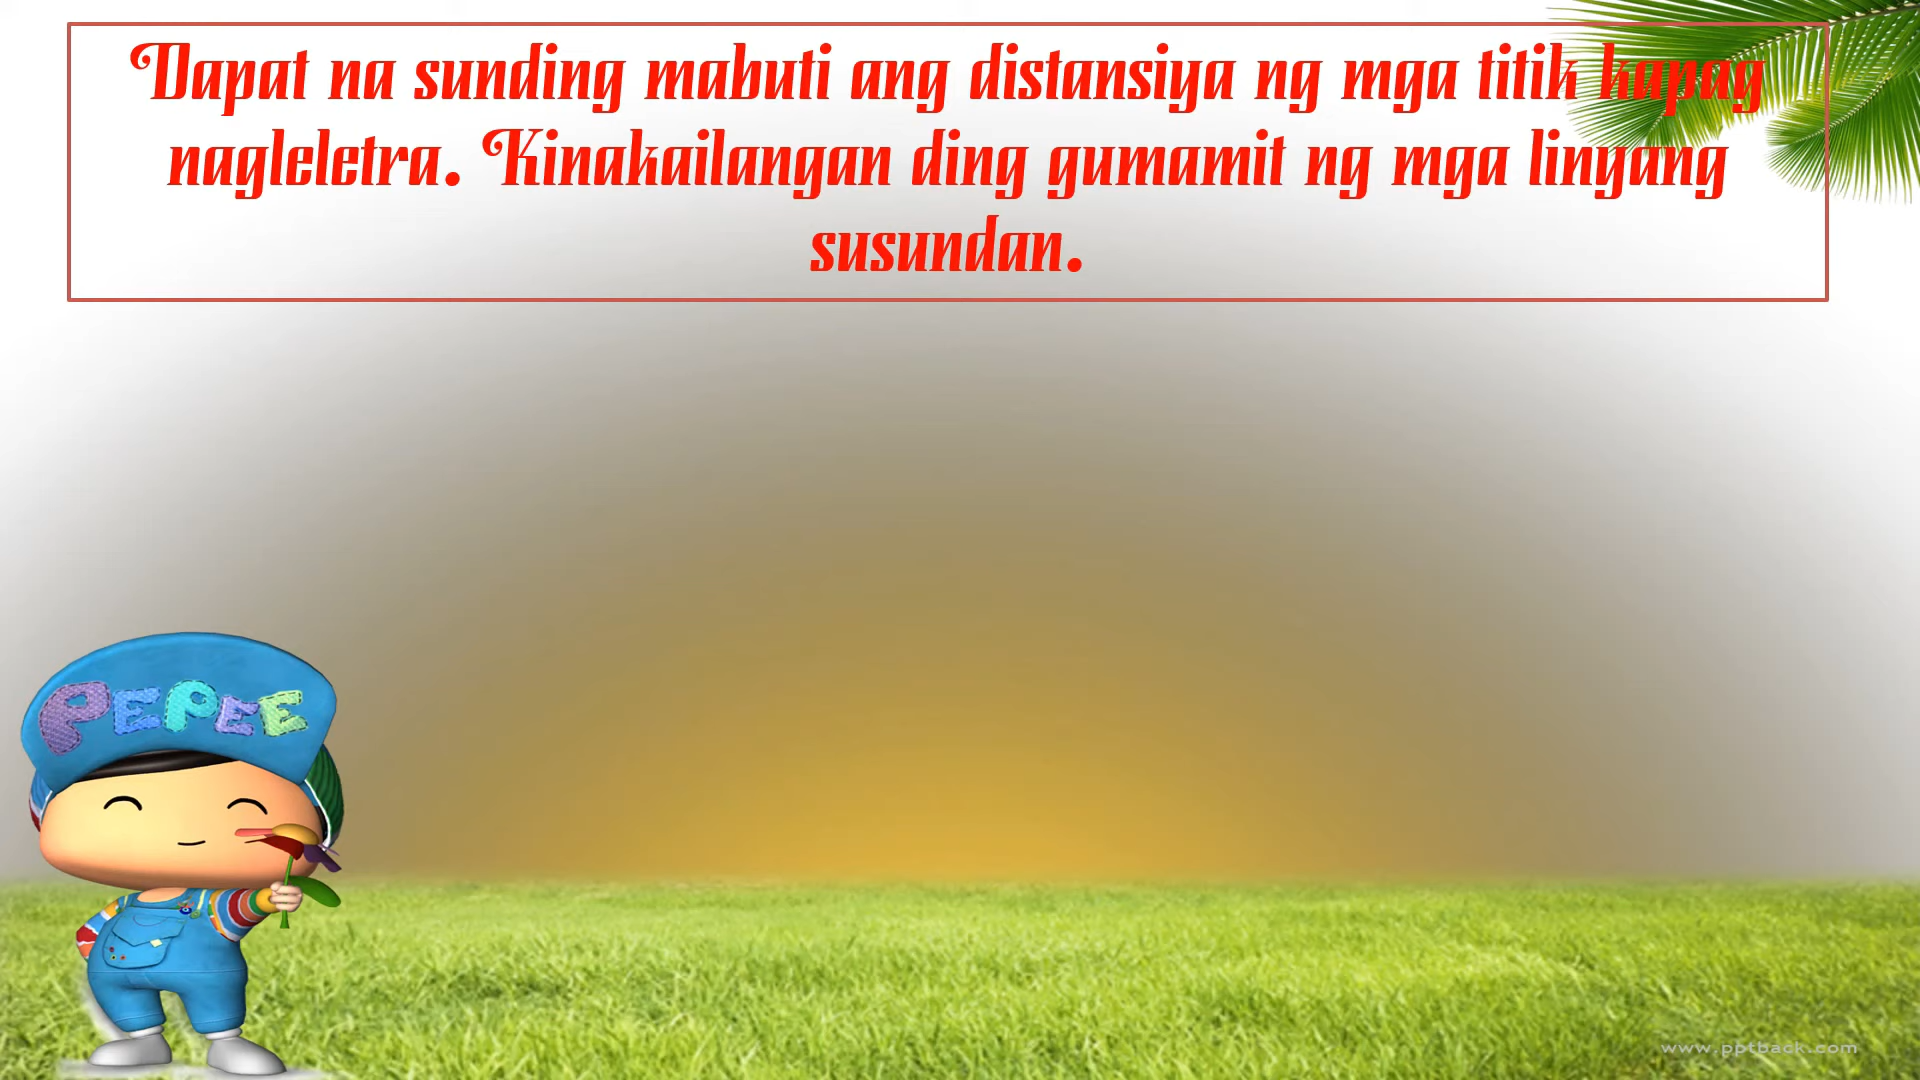 Dapat na sunding mabuti ang distansiya ng mga titik kapag
nagleletra. Kinakailangan ding gumamit ng mga linyang
susundan.
PEPEE
www.pptback.com